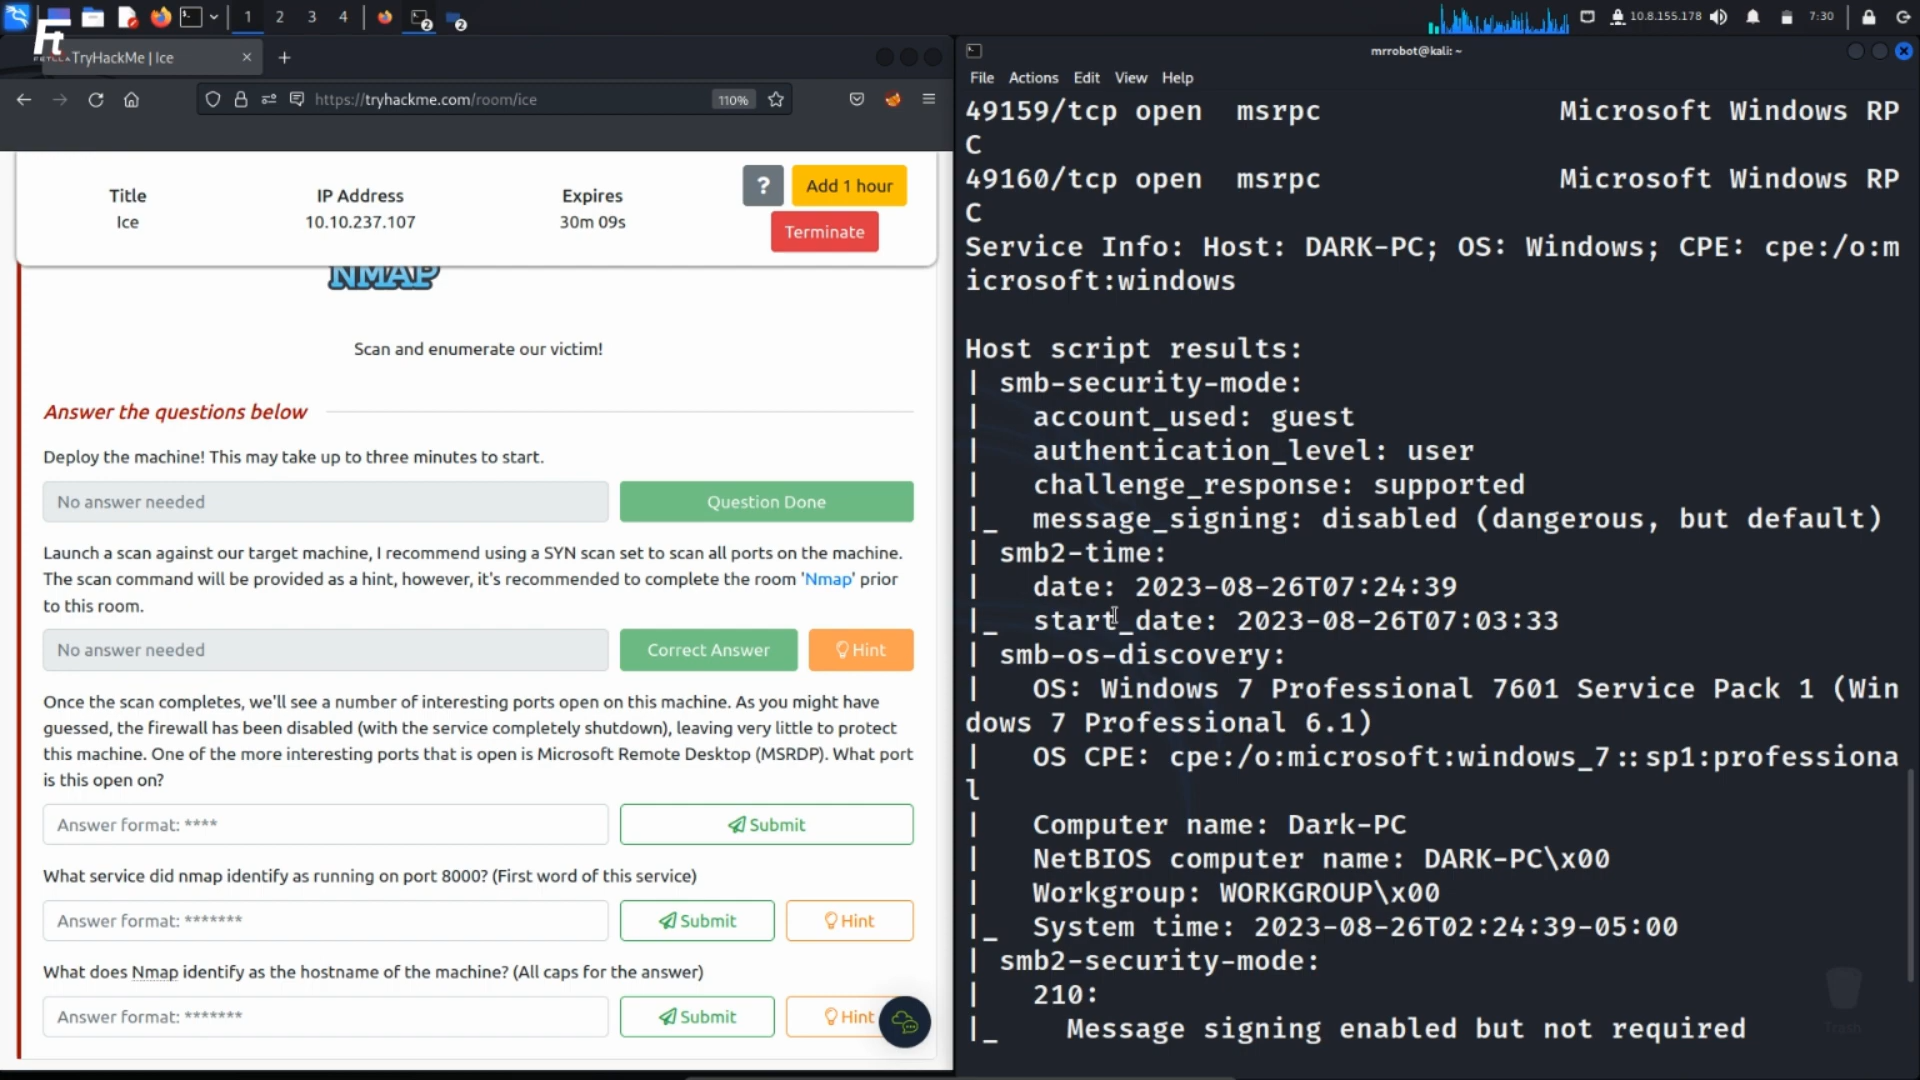 1 2 3 4
2
2
10.8.155.178
7:30
Ft
FETLLA
TryHackMe | Ice
https://tryhackme.com/room/ice
110%
Title
IP Address
Expires
?
Add 1 hour
Ice
10.10.237.107
30m 09s
Terminate
NMAP
Scan and enumerate our victim!
Answer the questions below
Deploy the machine! This may take up to three minutes to start.
No answer needed
Question Done
Launch a scan against our target machine, I recommend using a SYN scan set to scan all ports on the machine.
The scan command will be provided as a hint, however, it's recommended to complete the room 'Nmap' prior
to this room.
No answer needed
Correct Answer
Hint
Once the scan completes, we'll see a number of interesting ports open on this machine. As you might have
guessed, the firewall has been disabled (with the service completely shutdown), leaving very little to protect
this machine. One of the more interesting ports that is open is Microsoft Remote Desktop (MSRDP). What port
is this open on?
Answer format: ****
Submit
What service did nmap identify as running on port 8000? (First word of this service)
Answer format: *******
Submit
Hint
What does Nmap identify as the hostname of the machine? (All caps for the answer)
Answer format: *******
Submit
Hint
mrrobot@kali: ~
File Actions Edit View Help
49159/tcp open  msrpc              Microsoft Windows RP
C
49160/tcp open  msrpc              Microsoft Windows RP
C
Service Info: Host: DARK-PC; OS: Windows; CPE: cpe:/o:m
icrosoft:windows
Host script results:
| smb-security-mode:
|   account_used: guest
|   authentication_level: user
|   challenge_response: supported
|_  message_signing: disabled (dangerous, but default)
| smb2-time:
|   date: 2023-08-26T07:24:39
|_  start_date: 2023-08-26T07:03:33
| smb-os-discovery:
|   OS: Windows 7 Professional 7601 Service Pack 1 (Win
dows 7 Professional 6.1)
|   OS CPE: cpe:/o:microsoft:windows_7::sp1:professiona
l
|   Computer name: Dark-PC
|   NetBIOS computer name: DARK-PC\x00
|   Workgroup: WORKGROUP\x00
|_  System time: 2023-08-26T02:24:39-05:00
| smb2-security-mode:
|   210:
|_    Message signing enabled but not required
Trash